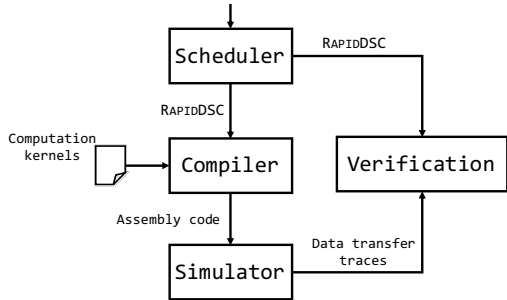 Scheduler
RAPIDDSC
RAPIDDSC
Computation
kernels
Compiler
Verification
Assembly code
Data transfer
traces
Simulator